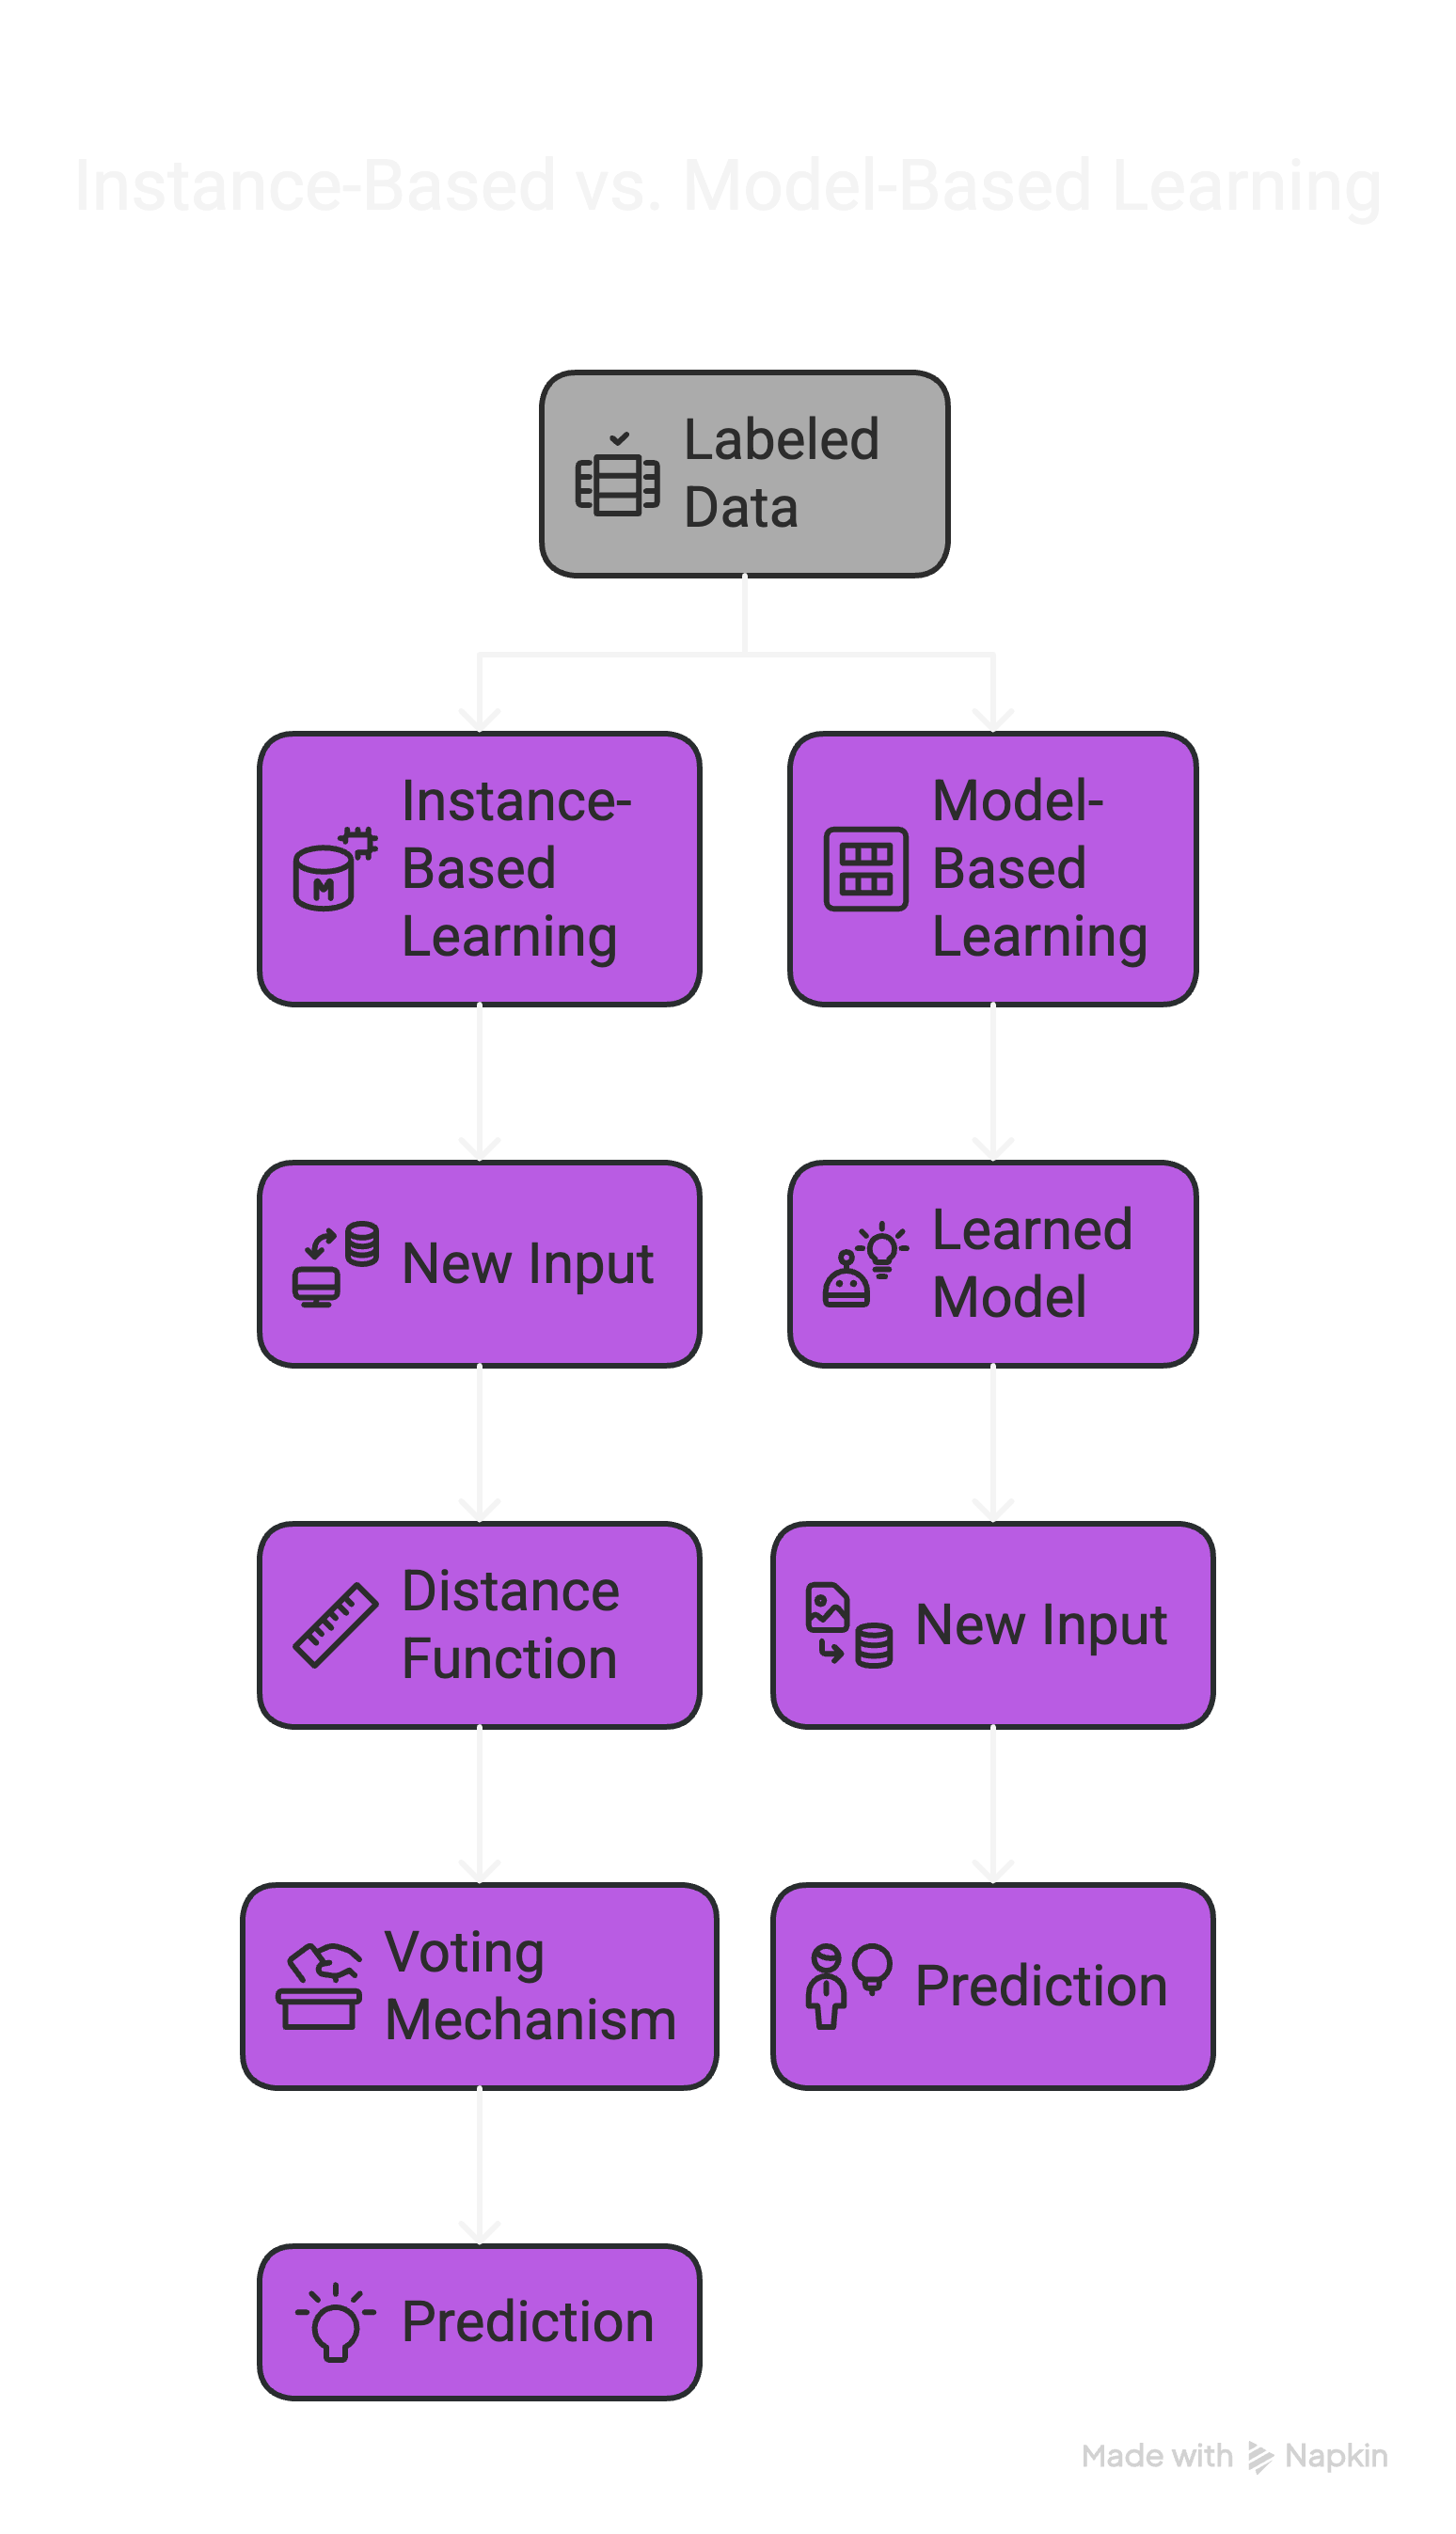 Instance-Based vs. Model-Based Learning
Labeled
Data
Instance-
Based
Learning
Model-
Based
Learning
New Input
Learned
Model
Distance
Function
New Input
Voting
Mechanism
Prediction
Prediction
Made with Napkin